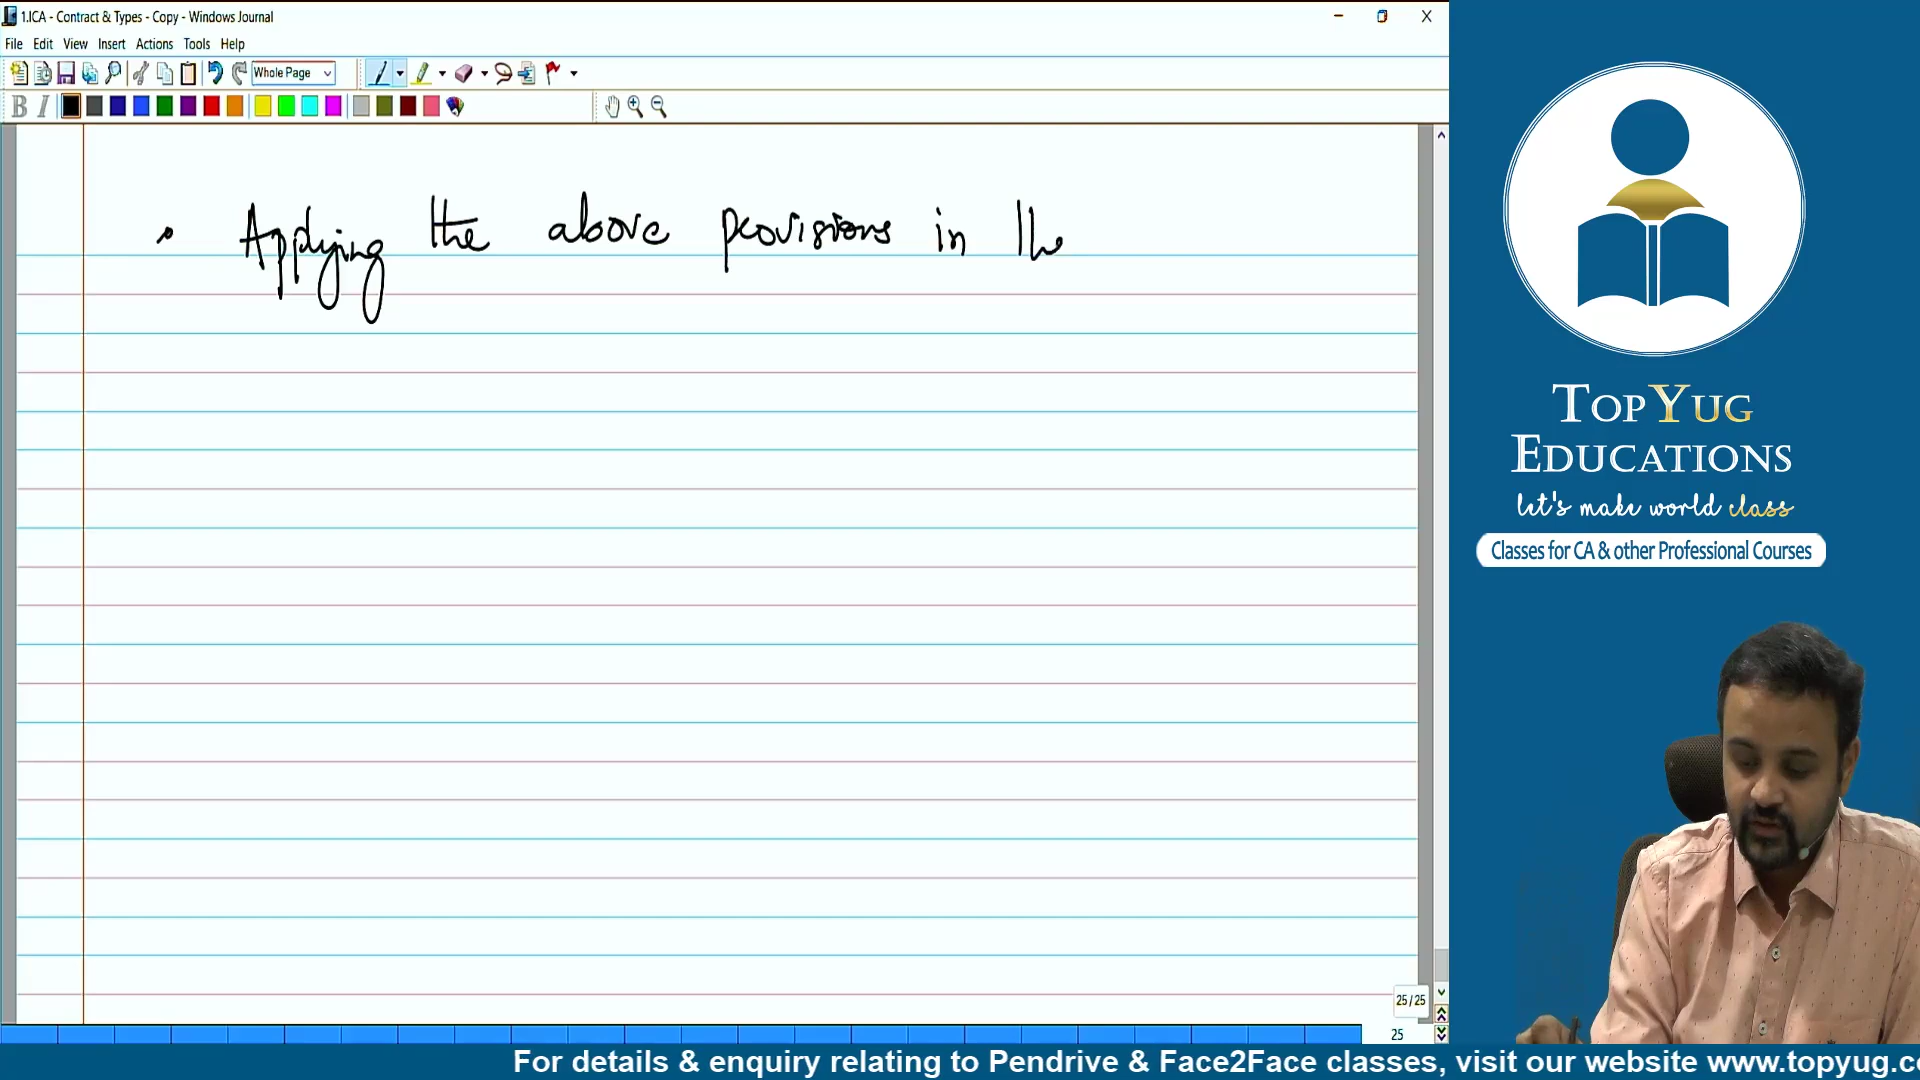 1.ICA - Contract & Types - Copy - Windows Journal
File Edit View Insert Actions Tools Help
Whole Page
B I
• Applying the above provisions in the
25/25
25
TOPYUG
EDUCATIONS
let's make world class
Classes for CA & other Professional Courses
For details & enquiry relating to Pendrive & Face2Face classes, visit our website www.topyug.co